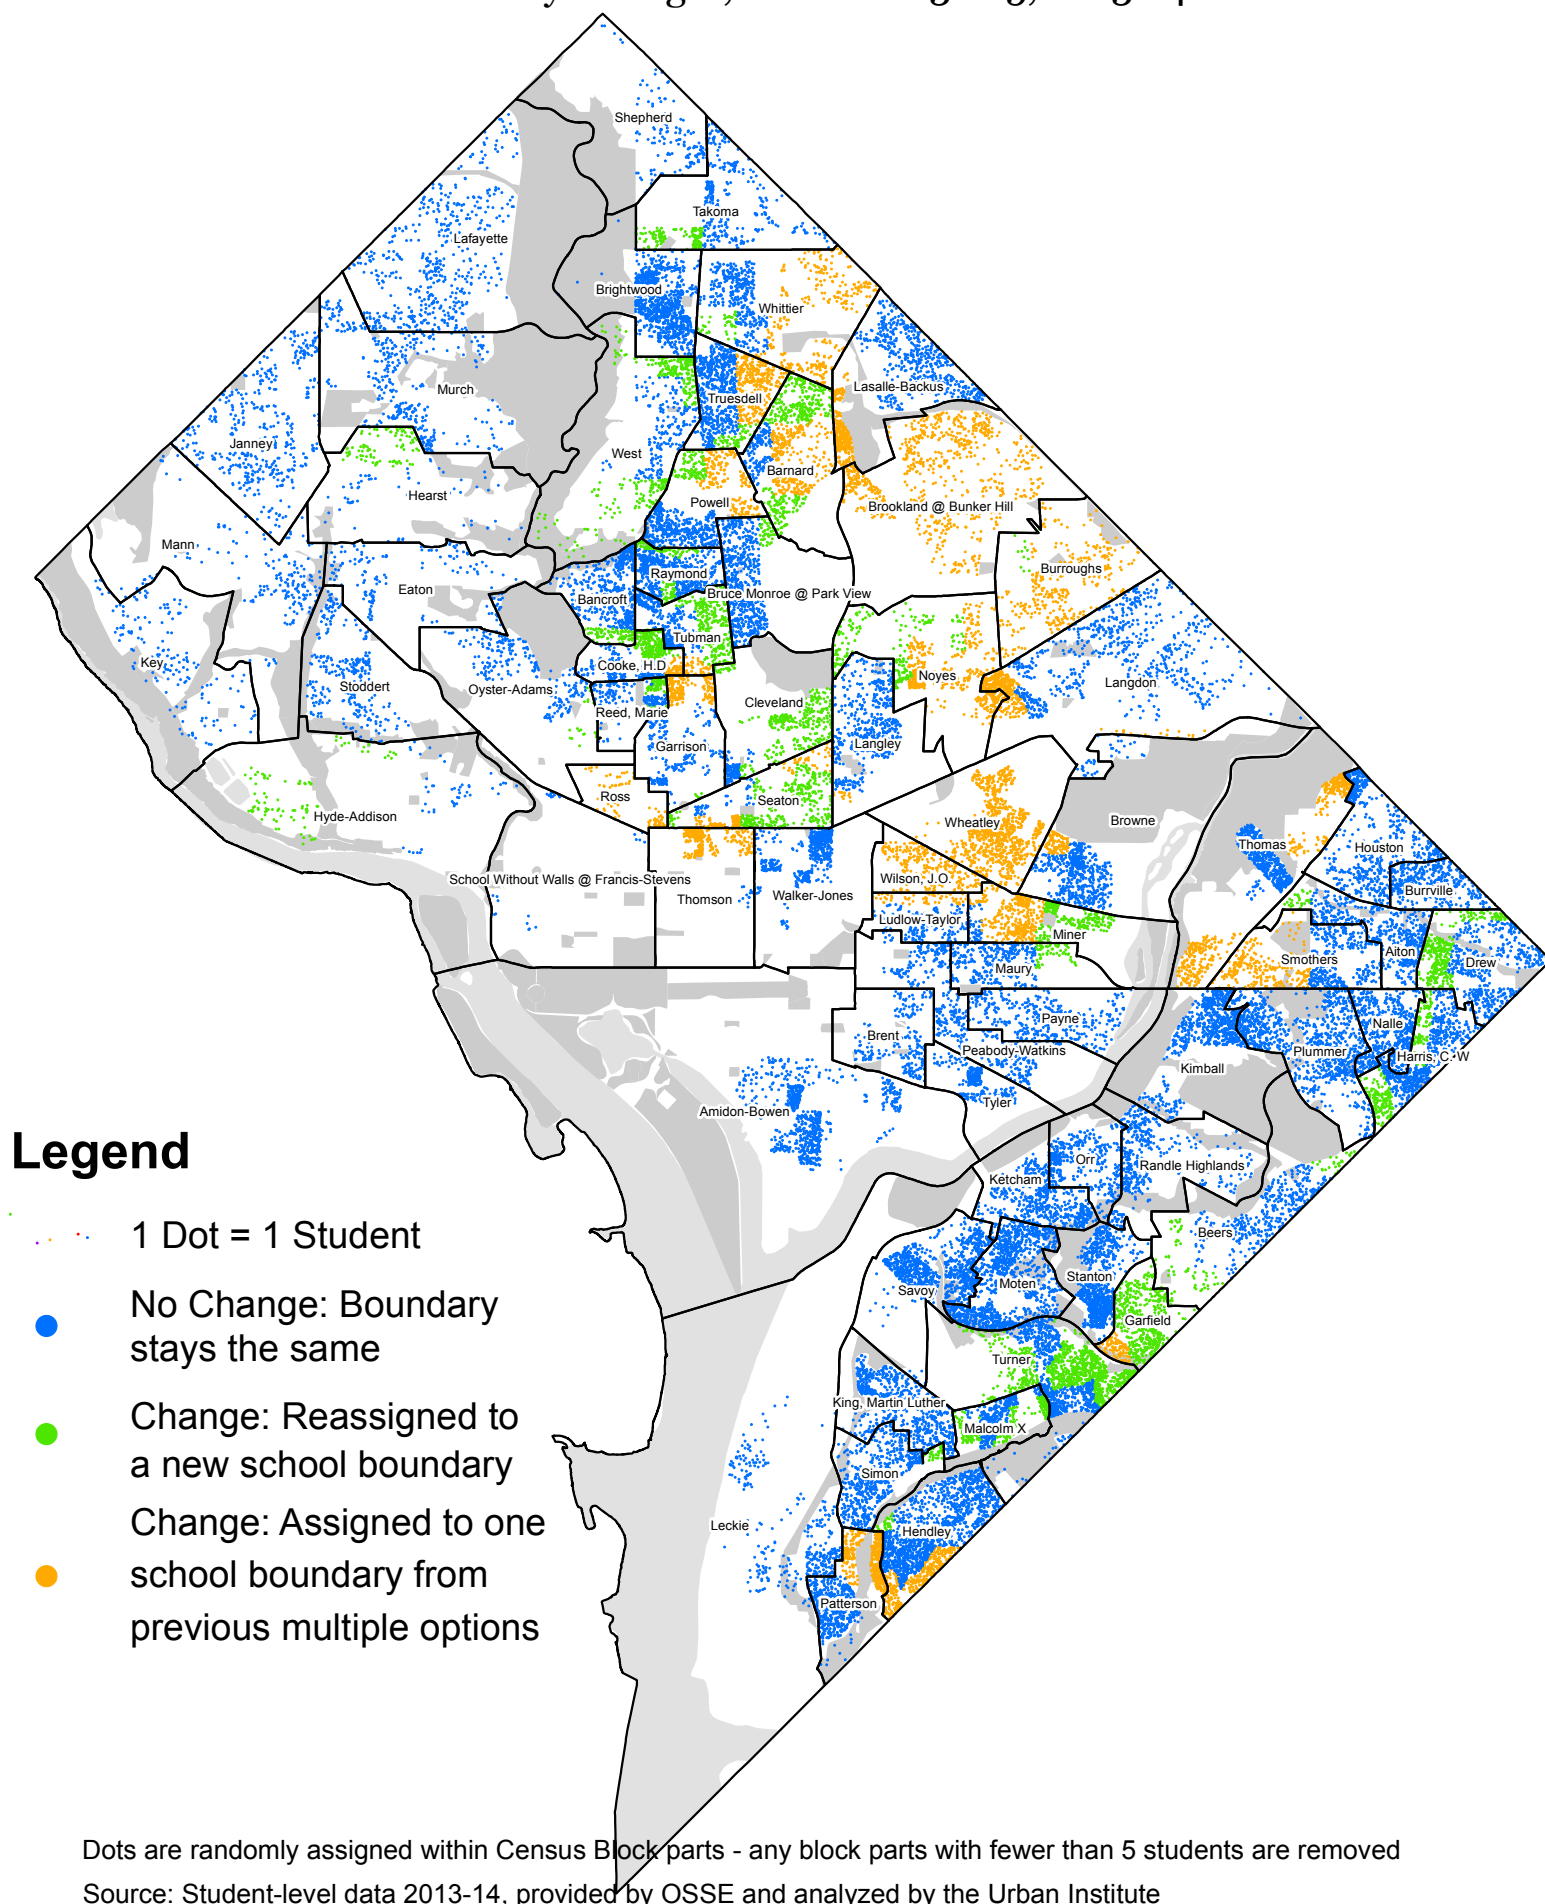 Shepherd
Takoma
Lafayette
Brightwood
Whittier
Lasalle-Backus
Murch
Truesdell
Janney
West
Barnard
Hearst
Powell
Brookland @ Bunker Hill
Mann
Burroughs
Raymond
Eaton
Bancroft
Bruce Monroe @ Park View
Tubman
Key
Cooke, H.D
Noyes
Langdon
Stoddert
Oyster-Adams
Cleveland
Reed, Marie
Garrison
Langley
Ross
Seaton
Hyde-Addison
Wheatley
Browne
Thomas
Houston
School Without Walls @ Francis-Stevens
Wilson, J.O.
Burrville
Thomson
Walker-Jones
Ludlow-Taylor
Miner
Smothers
Aiton
Drew
Maury
Brent
Payne
Nalle
Peabody-Watkins
Plummer
Harris, C. W
Kimball
Tyler
Amidon-Bowen
Orr
Randle Highlands
Ketcham
Beers
Moten
Stanton
Savoy
Garfield
Turner
King, Martin Luther
Malcolm X
Simon
Leckie
Hendley
Patterson
Legend
1 Dot = 1 Student
No Change: Boundary
stays the same
Change: Reassigned to
a new school boundary
Change: Assigned to one
school boundary from
previous multiple options
Dots are randomly assigned within Census Block parts - any block parts with fewer than 5 students are removed
Source: Student-level data 2013-14, provided by OSSE and analyzed by the Urban Institute